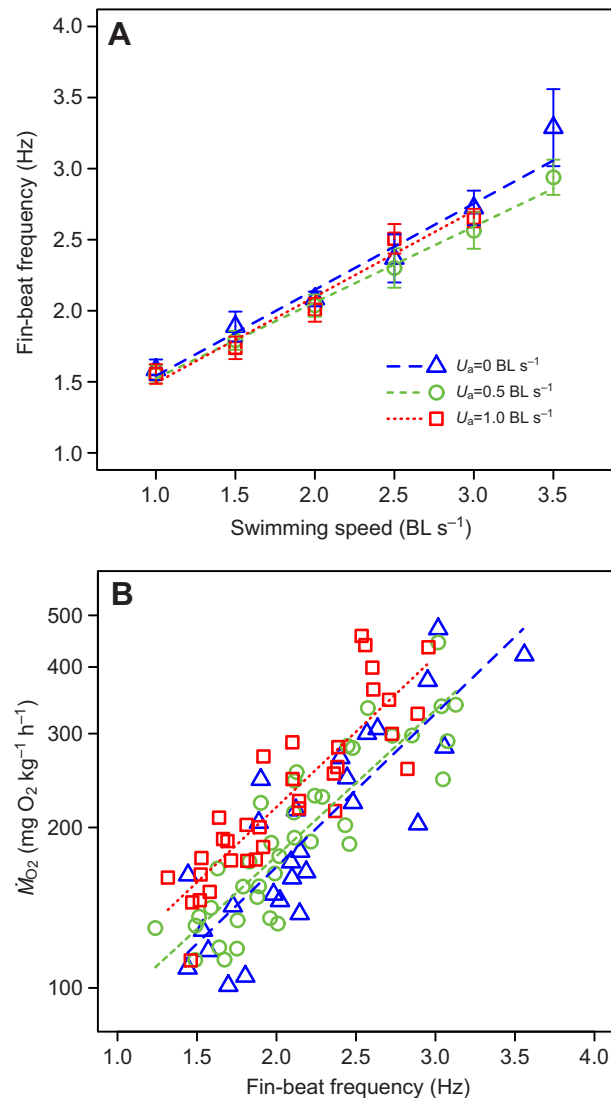 A
4.0
3.5
3.0
2.5
2.0
1.5
1.0
Fin-beat frequency (Hz)
Uₐ=0 BL s⁻¹
Uₐ=0.5 BL s⁻¹
Uₐ=1.0 BL s⁻¹
1.0 1.5 2.0 2.5 3.0 3.5
Swimming speed (BL s⁻¹)
B
500
400
300
200
100
ṀO₂ (mg O₂ kg⁻¹ h⁻¹)
1.0 1.5 2.0 2.5 3.0 3.5 4.0
Fin-beat frequency (Hz)